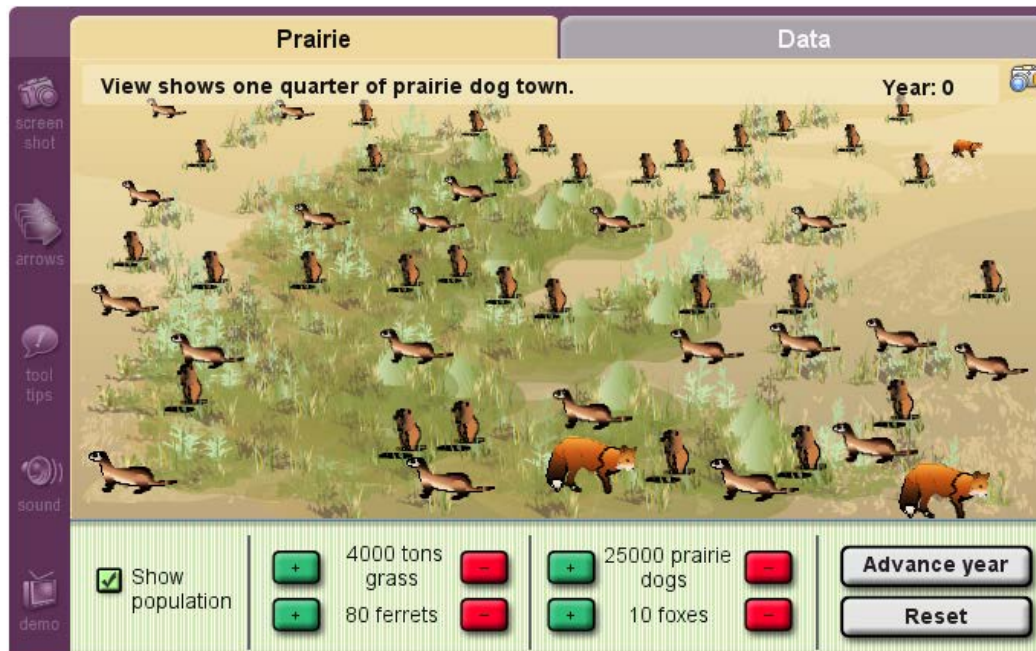 Prairie
Data
View shows one quarter of prairie dog town.
Year: 0
screen
shot
arrows
tool
tips
sound
demo
Show
population
+
4000 tons
grass
–
+
80 ferrets
–
+
25000 prairie
dogs
–
+
10 foxes
–
Advance year
Reset